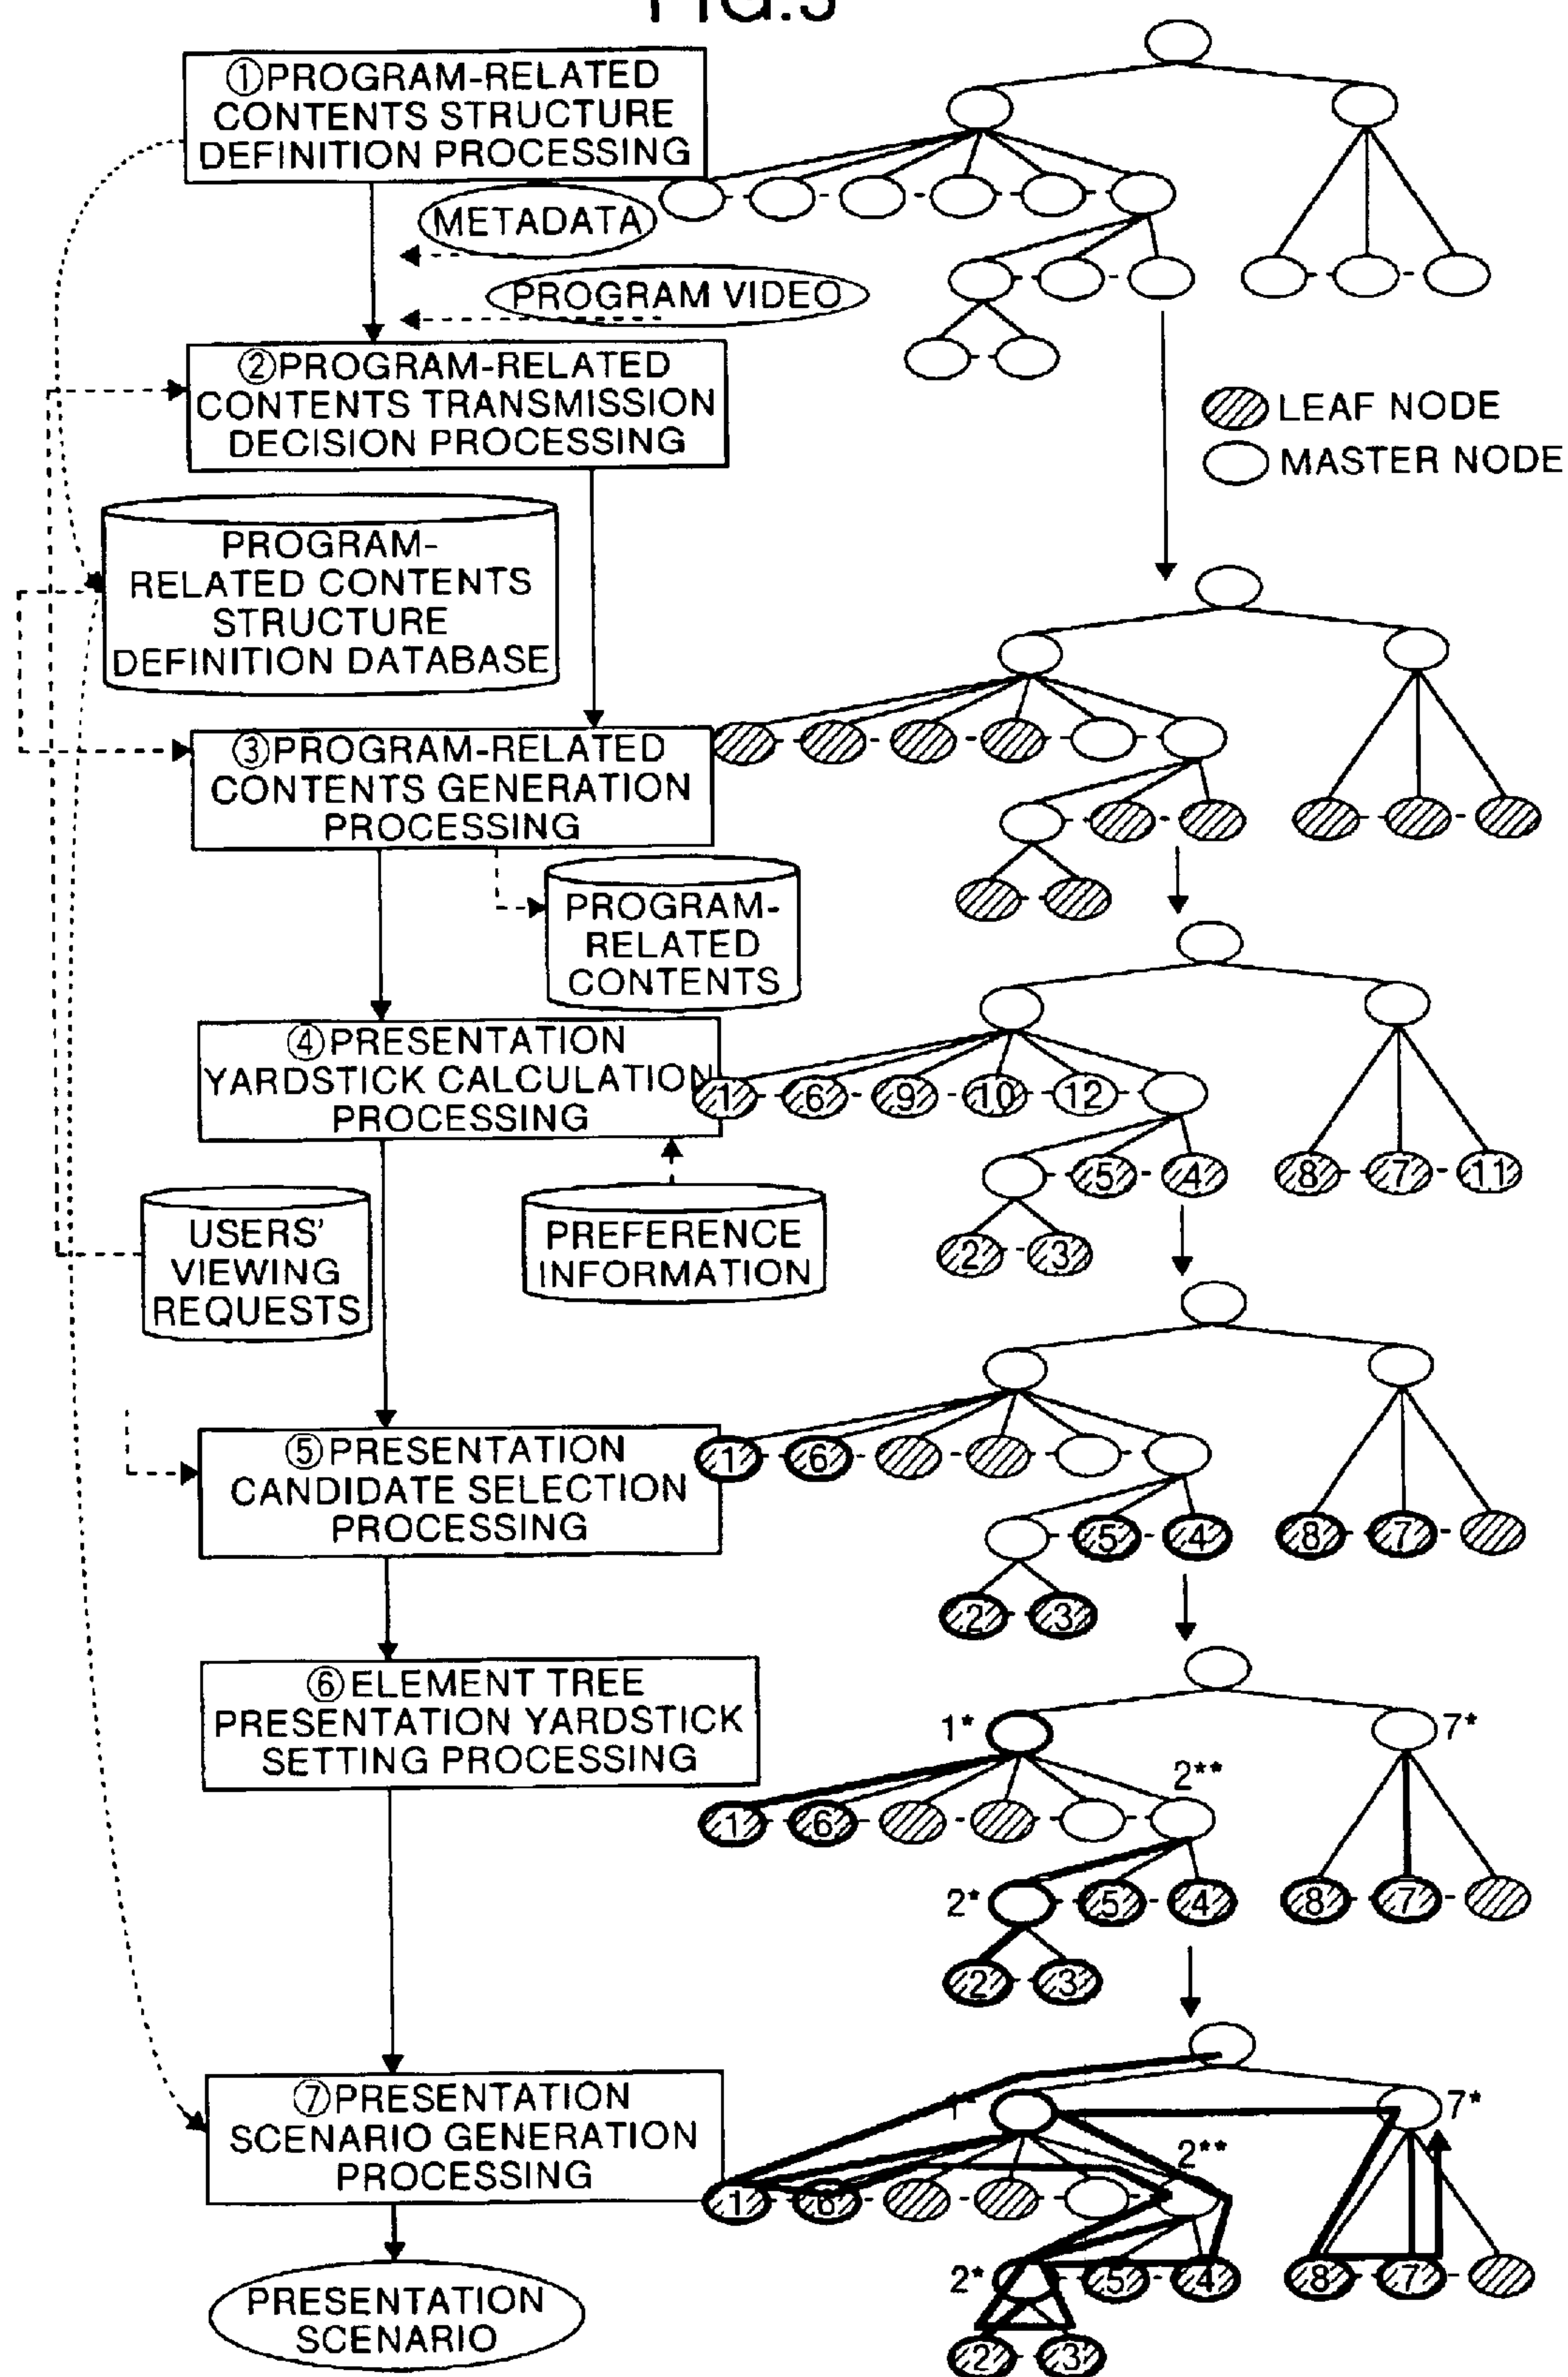 FIG.5
①PROGRAM-RELATED
CONTENTS STRUCTURE
DEFINITION PROCESSING
METADATA
PROGRAM VIDEO
②PROGRAM-RELATED
CONTENTS TRANSMISSION
DECISION PROCESSING
LEAF NODE
MASTER NODE
PROGRAM-
RELATED CONTENTS
STRUCTURE
DEFINITION DATABASE
③PROGRAM-RELATED
CONTENTS GENERATION
PROCESSING
PROGRAM-
RELATED
CONTENTS
④PRESENTATION
YARDSTICK CALCULATION
PROCESSING
1 6 9 10 12
5 4 8 7 11
2 3
USERS'
VIEWING
REQUESTS
PREFERENCE
INFORMATION
⑤PRESENTATION
CANDIDATE SELECTION
PROCESSING
1 6
5 4 8 7
2 3
⑥ELEMENT TREE
PRESENTATION YARDSTICK
SETTING PROCESSING
1* 7*
2**
1 6
2* 5 4 8 7
2 3
⑦PRESENTATION
SCENARIO GENERATION
PROCESSING
7*
2**
1 6
2* 5 4 8 7
2 3
PRESENTATION
SCENARIO